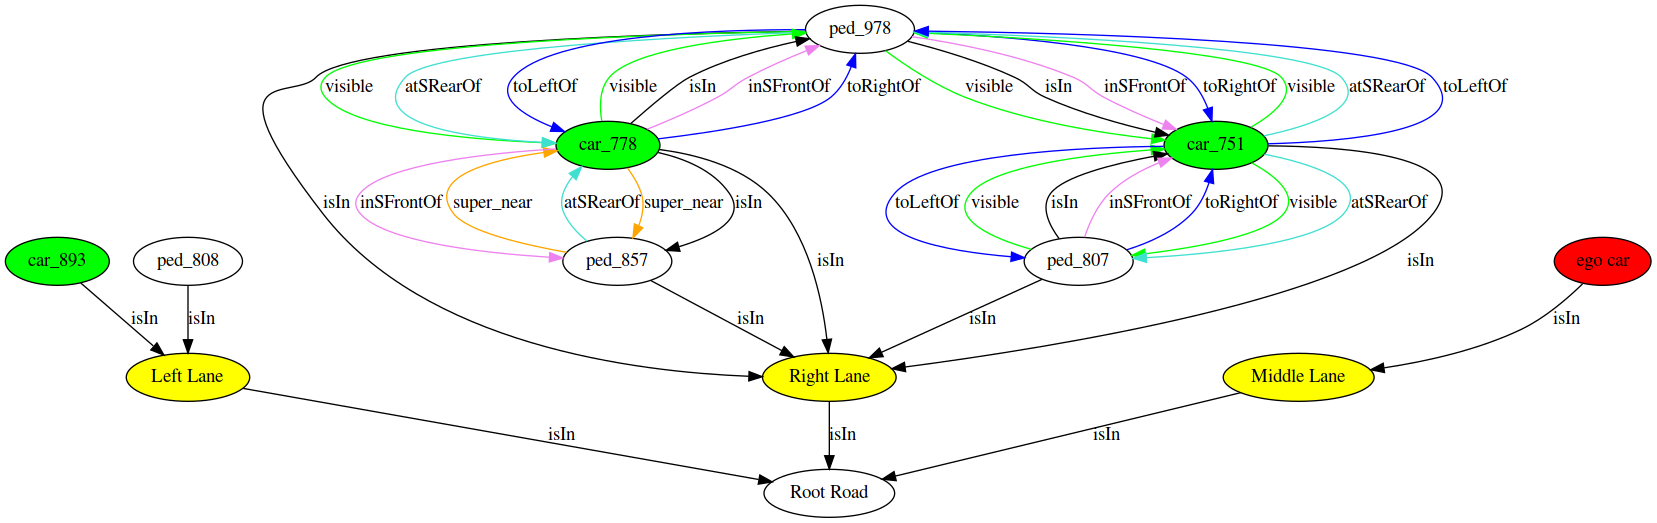 ped_978
visible
atSRearOf
toLeftOf
visible
isIn
inSFrontOf
toRightOf
visible
isIn
inSFrontOf
toRightOf
visible
atSRearOf
toLeftOf
car_778
car_751
isIn
inSFrontOf
super_near
atSRearOf
super_near
isIn
toLeftOf
visible
isIn
inSFrontOf
toRightOf
visible
atSRearOf
car_893
ped_808
ped_857
isIn
ped_807
isIn
ego car
isIn
isIn
isIn
isIn
isIn
Left Lane
Right Lane
Middle Lane
isIn
isIn
isIn
Root Road